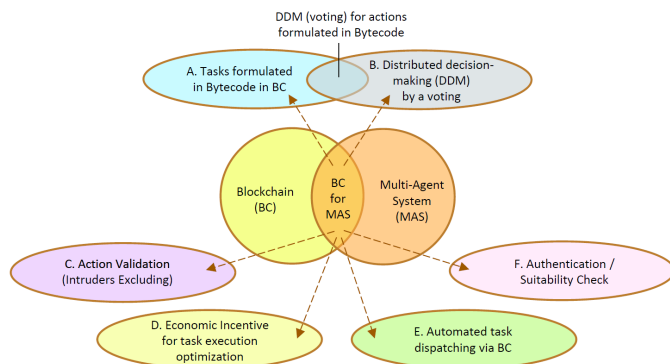 DDM (voting) for actions
formulated in Bytecode
A. Tasks formulated
in Bytecode in BC
B. Distributed decision-
making (DDM)
by a voting
Blockchain
(BC)
BC
for
MAS
Multi-Agent
System
(MAS)
C. Action Validation
(Intruders Excluding)
F. Authentication /
Suitability Check
D. Economic Incentive
for task execution
optimization
E. Automated task
dispatching via BC